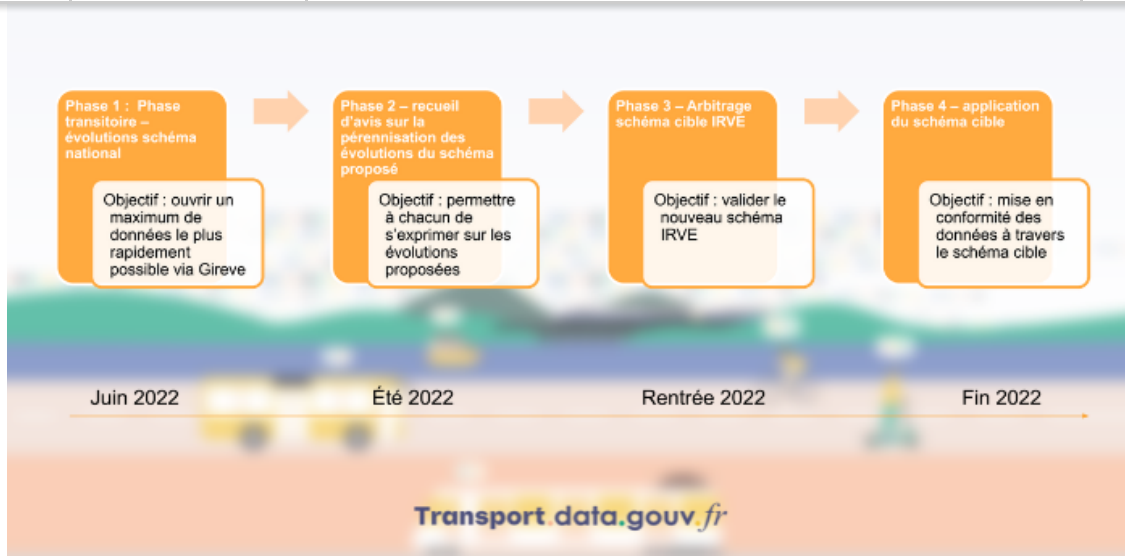 Phase 1 : Phase
transitoire –
évolutions schéma
national
Objectif : ouvrir un
maximum de
données le plus
rapidement
possible via Gireve
Phase 2 – recueil
d'avis sur la
pérennisation des
évolutions du schéma
proposé
Objectif : permettre
à chacun de
s'exprimer sur les
évolutions
proposées
Phase 3 – Arbitrage
schéma cible IRVE
Objectif : valider le
nouveau schéma
IRVE
Phase 4 – application
du schéma cible
Objectif : mise en
conformité des
données à travers
le schéma cible
Juin 2022
Été 2022
Rentrée 2022
Fin 2022
Transport.data.gouv.fr